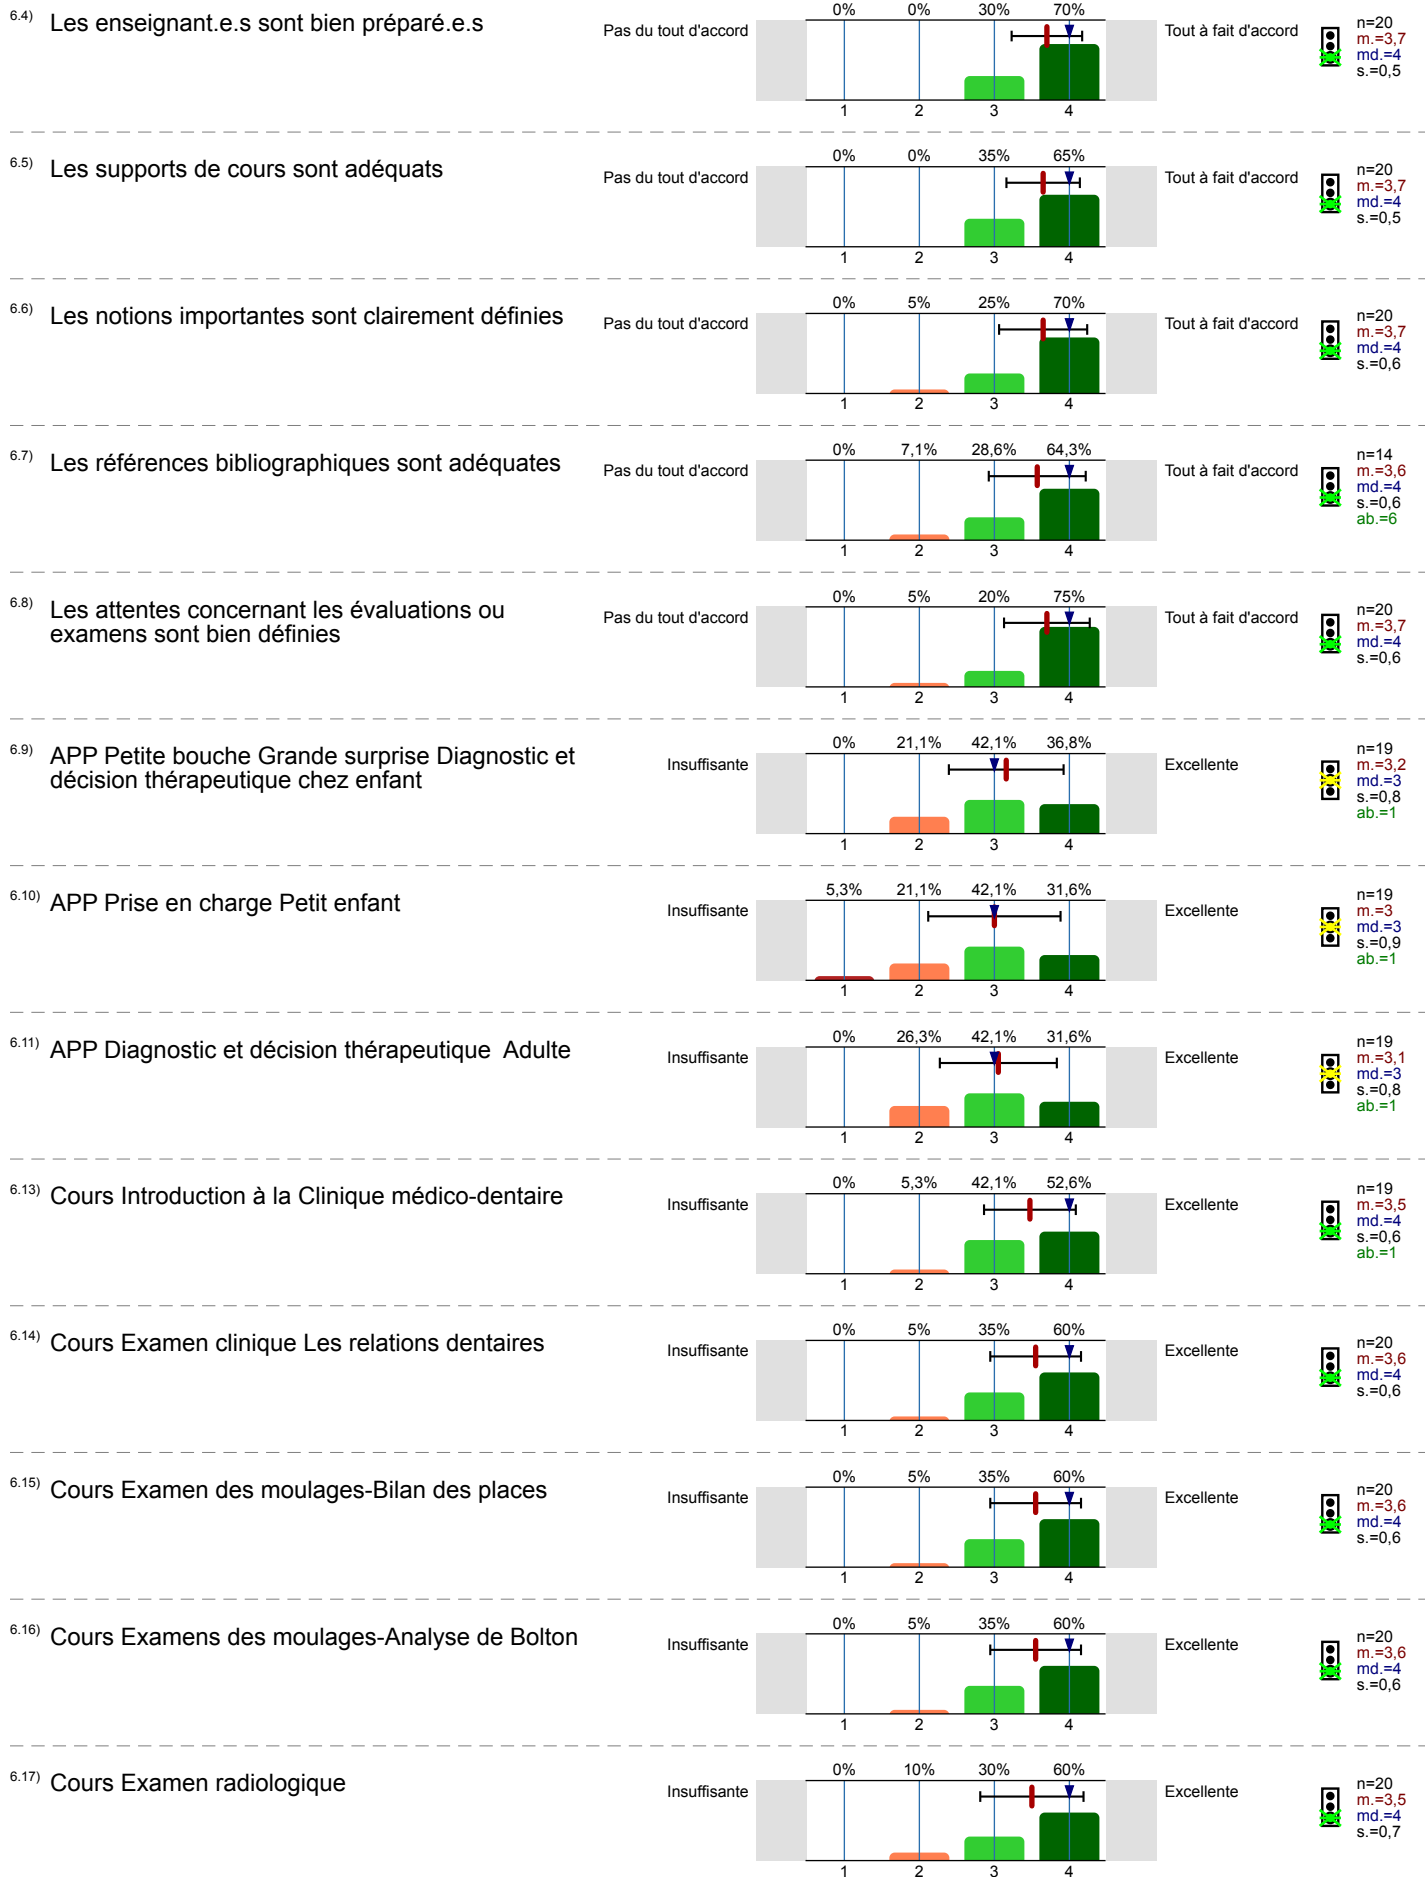 6.4) Les enseignant.e.s sont bien préparé.e.s
Pas du tout d'accord
0% 0% 30% 70%
1 2 3 4
Tout à fait d'accord
n=20
m.=3,7
md.=4
s.=0,5
6.5) Les supports de cours sont adéquats
Pas du tout d'accord
0% 0% 35% 65%
1 2 3 4
Tout à fait d'accord
n=20
m.=3,7
md.=4
s.=0,5
6.6) Les notions importantes sont clairement définies
Pas du tout d'accord
0% 5% 25% 70%
1 2 3 4
Tout à fait d'accord
n=20
m.=3,7
md.=4
s.=0,6
6.7) Les références bibliographiques sont adéquates
Pas du tout d'accord
0% 7,1% 28,6% 64,3%
1 2 3 4
Tout à fait d'accord
n=14
m.=3,6
md.=4
s.=0,6
ab.=6
6.8) Les attentes concernant les évaluations ou
examens sont bien définies
Pas du tout d'accord
0% 5% 20% 75%
1 2 3 4
Tout à fait d'accord
n=20
m.=3,7
md.=4
s.=0,6
6.9) APP Petite bouche Grande surprise Diagnostic et
décision thérapeutique chez enfant
Insuffisante
0% 21,1% 42,1% 36,8%
1 2 3 4
Excellente
n=19
m.=3,2
md.=3
s.=0,8
ab.=1
6.10) APP Prise en charge Petit enfant
Insuffisante
5,3% 21,1% 42,1% 31,6%
1 2 3 4
Excellente
n=19
m.=3
md.=3
s.=0,9
ab.=1
6.11) APP Diagnostic et décision thérapeutique  Adulte
Insuffisante
0% 26,3% 42,1% 31,6%
1 2 3 4
Excellente
n=19
m.=3,1
md.=3
s.=0,8
ab.=1
6.13) Cours Introduction à la Clinique médico-dentaire
Insuffisante
0% 5,3% 42,1% 52,6%
1 2 3 4
Excellente
n=19
m.=3,5
md.=4
s.=0,6
ab.=1
6.14) Cours Examen clinique Les relations dentaires
Insuffisante
0% 5% 35% 60%
1 2 3 4
Excellente
n=20
m.=3,6
md.=4
s.=0,6
6.15) Cours Examen des moulages-Bilan des places
Insuffisante
0% 5% 35% 60%
1 2 3 4
Excellente
n=20
m.=3,6
md.=4
s.=0,6
6.16) Cours Examens des moulages-Analyse de Bolton
Insuffisante
0% 5% 35% 60%
1 2 3 4
Excellente
n=20
m.=3,6
md.=4
s.=0,6
6.17) Cours Examen radiologique
Insuffisante
0% 10% 30% 60%
1 2 3 4
Excellente
n=20
m.=3,5
md.=4
s.=0,7